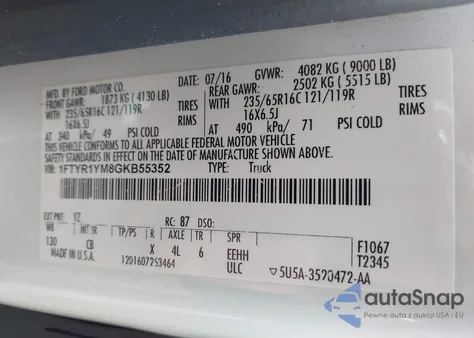 MFD. BY FORD MOTOR CO.
DATE: 07/16 GVWR: 4082 KG ( 9000 LB)
FRONT GAWR: 1873 KG ( 4130 LB) REAR GAWR: 2502 KG ( 5515 LB)
WITH 235/65R16C 121/119R TIRES WITH 235/65R16C 121/119R TIRES
16X6.5J RIMS 16X6.5J RIMS
AT 340 kPa/ 49 PSI COLD AT 490 kPa/ 71 PSI COLD
THIS VEHICLE CONFORMS TO ALL APPLICABLE FEDERAL MOTOR VEHICLE
SAFETY STANDARDS IN EFFECT ON THE DATE OF MANUFACTURE SHOWN ABOVE.
VIN: 1FTYR1YM8GKB55352 TYPE: Truck
EXT PNT: YZ RC: 87 DSO:
WB INT TR TP/PS R AXLE TR SPR F1067
130 CB X 4L 6 EEHH T2345
MADE IN U.S.A. ULC
▽5U5A-3520472-AA
autoSnap
Pewne auta z aukcji USA i EU